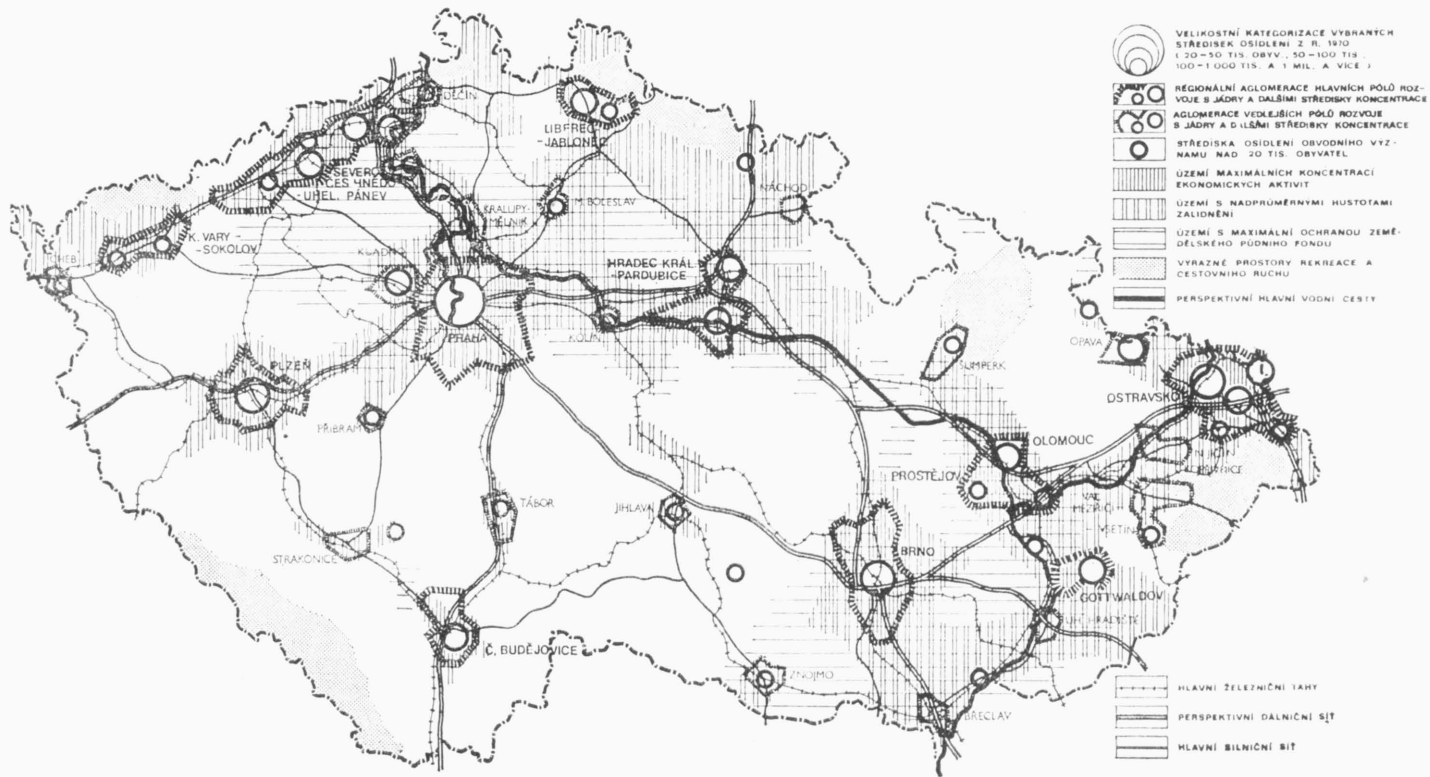 VELIKOSTNÍ KATEGORIZACE VYBRANÝCH
STŘEDISEK OSÍDLENÍ Z R. 1970
( 20-50 TIS. OBYV., 50-100 TIS.,
100-1 000 TIS. A 1 MIL. A VÍCE )
REGIONÁLNÍ AGLOMERACE HLAVNÍCH PÓLŮ ROZ-
VOJE S JÁDRY A DALŠÍMI STŘEDISKY KONCENTRACE
AGLOMERACE VEDLEJŠÍCH PÓLŮ ROZVOJE
S JÁDRY A DALŠÍMI STŘEDISKY KONCENTRACE
STŘEDISKA OSÍDLENÍ OBVODNÍHO VÝZ-
NAMU NAD 20 TIS. OBYVATEL
ÚZEMÍ MAXIMÁLNÍCH KONCENTRACÍ
EKONOMICKÝCH AKTIVIT
ÚZEMÍ S NADPRŮMĚRNÝMI HUSTOTAMI
ZALIDNĚNÍ
ÚZEMÍ S MAXIMÁLNÍ OCHRANOU ZEMĚ-
DĚLSKÉHO PŮDNÍHO FONDU
VÝRAZNÉ PROSTORY REKREACE A
CESTOVNÍHO RUCHU
PERSPEKTIVNÍ HLAVNÍ VODNÍ CESTY
DĚČÍN
LIBEREC-
-JABLONEC
SEVERO-
ČES. HNĚDO-
-UHEL. PÁNEV
NÁCHOD
KRALUPY-
-MĚLNÍK
M. BOLESLAV
K. VARY
-SOKOLOV
CHEB
KLADNO
HRADEC KRÁL
-PARDUBICE
PRAHA
KOLÍN
PLZEŇ
PŘÍBRAM
ŠUMPERK
OPAVA
OSTRAVSKO
OLOMOUC
PROSTĚJOV
N. JIČÍN
VAL.
MEZIŘÍČÍ
VSETÍN
TÁBOR
JIHLAVA
STRAKONICE
BRNO
GOTTWALDOV
UH. HRADIŠTĚ
Č. BUDĚJOVICE
ZNOJMO
BŘECLAV
HLAVNÍ ŽELEZNIČNÍ TAHY
PERSPEKTIVNÍ DÁLNIČNÍ SÍŤ
HLAVNÍ SILNIČNÍ SÍŤ